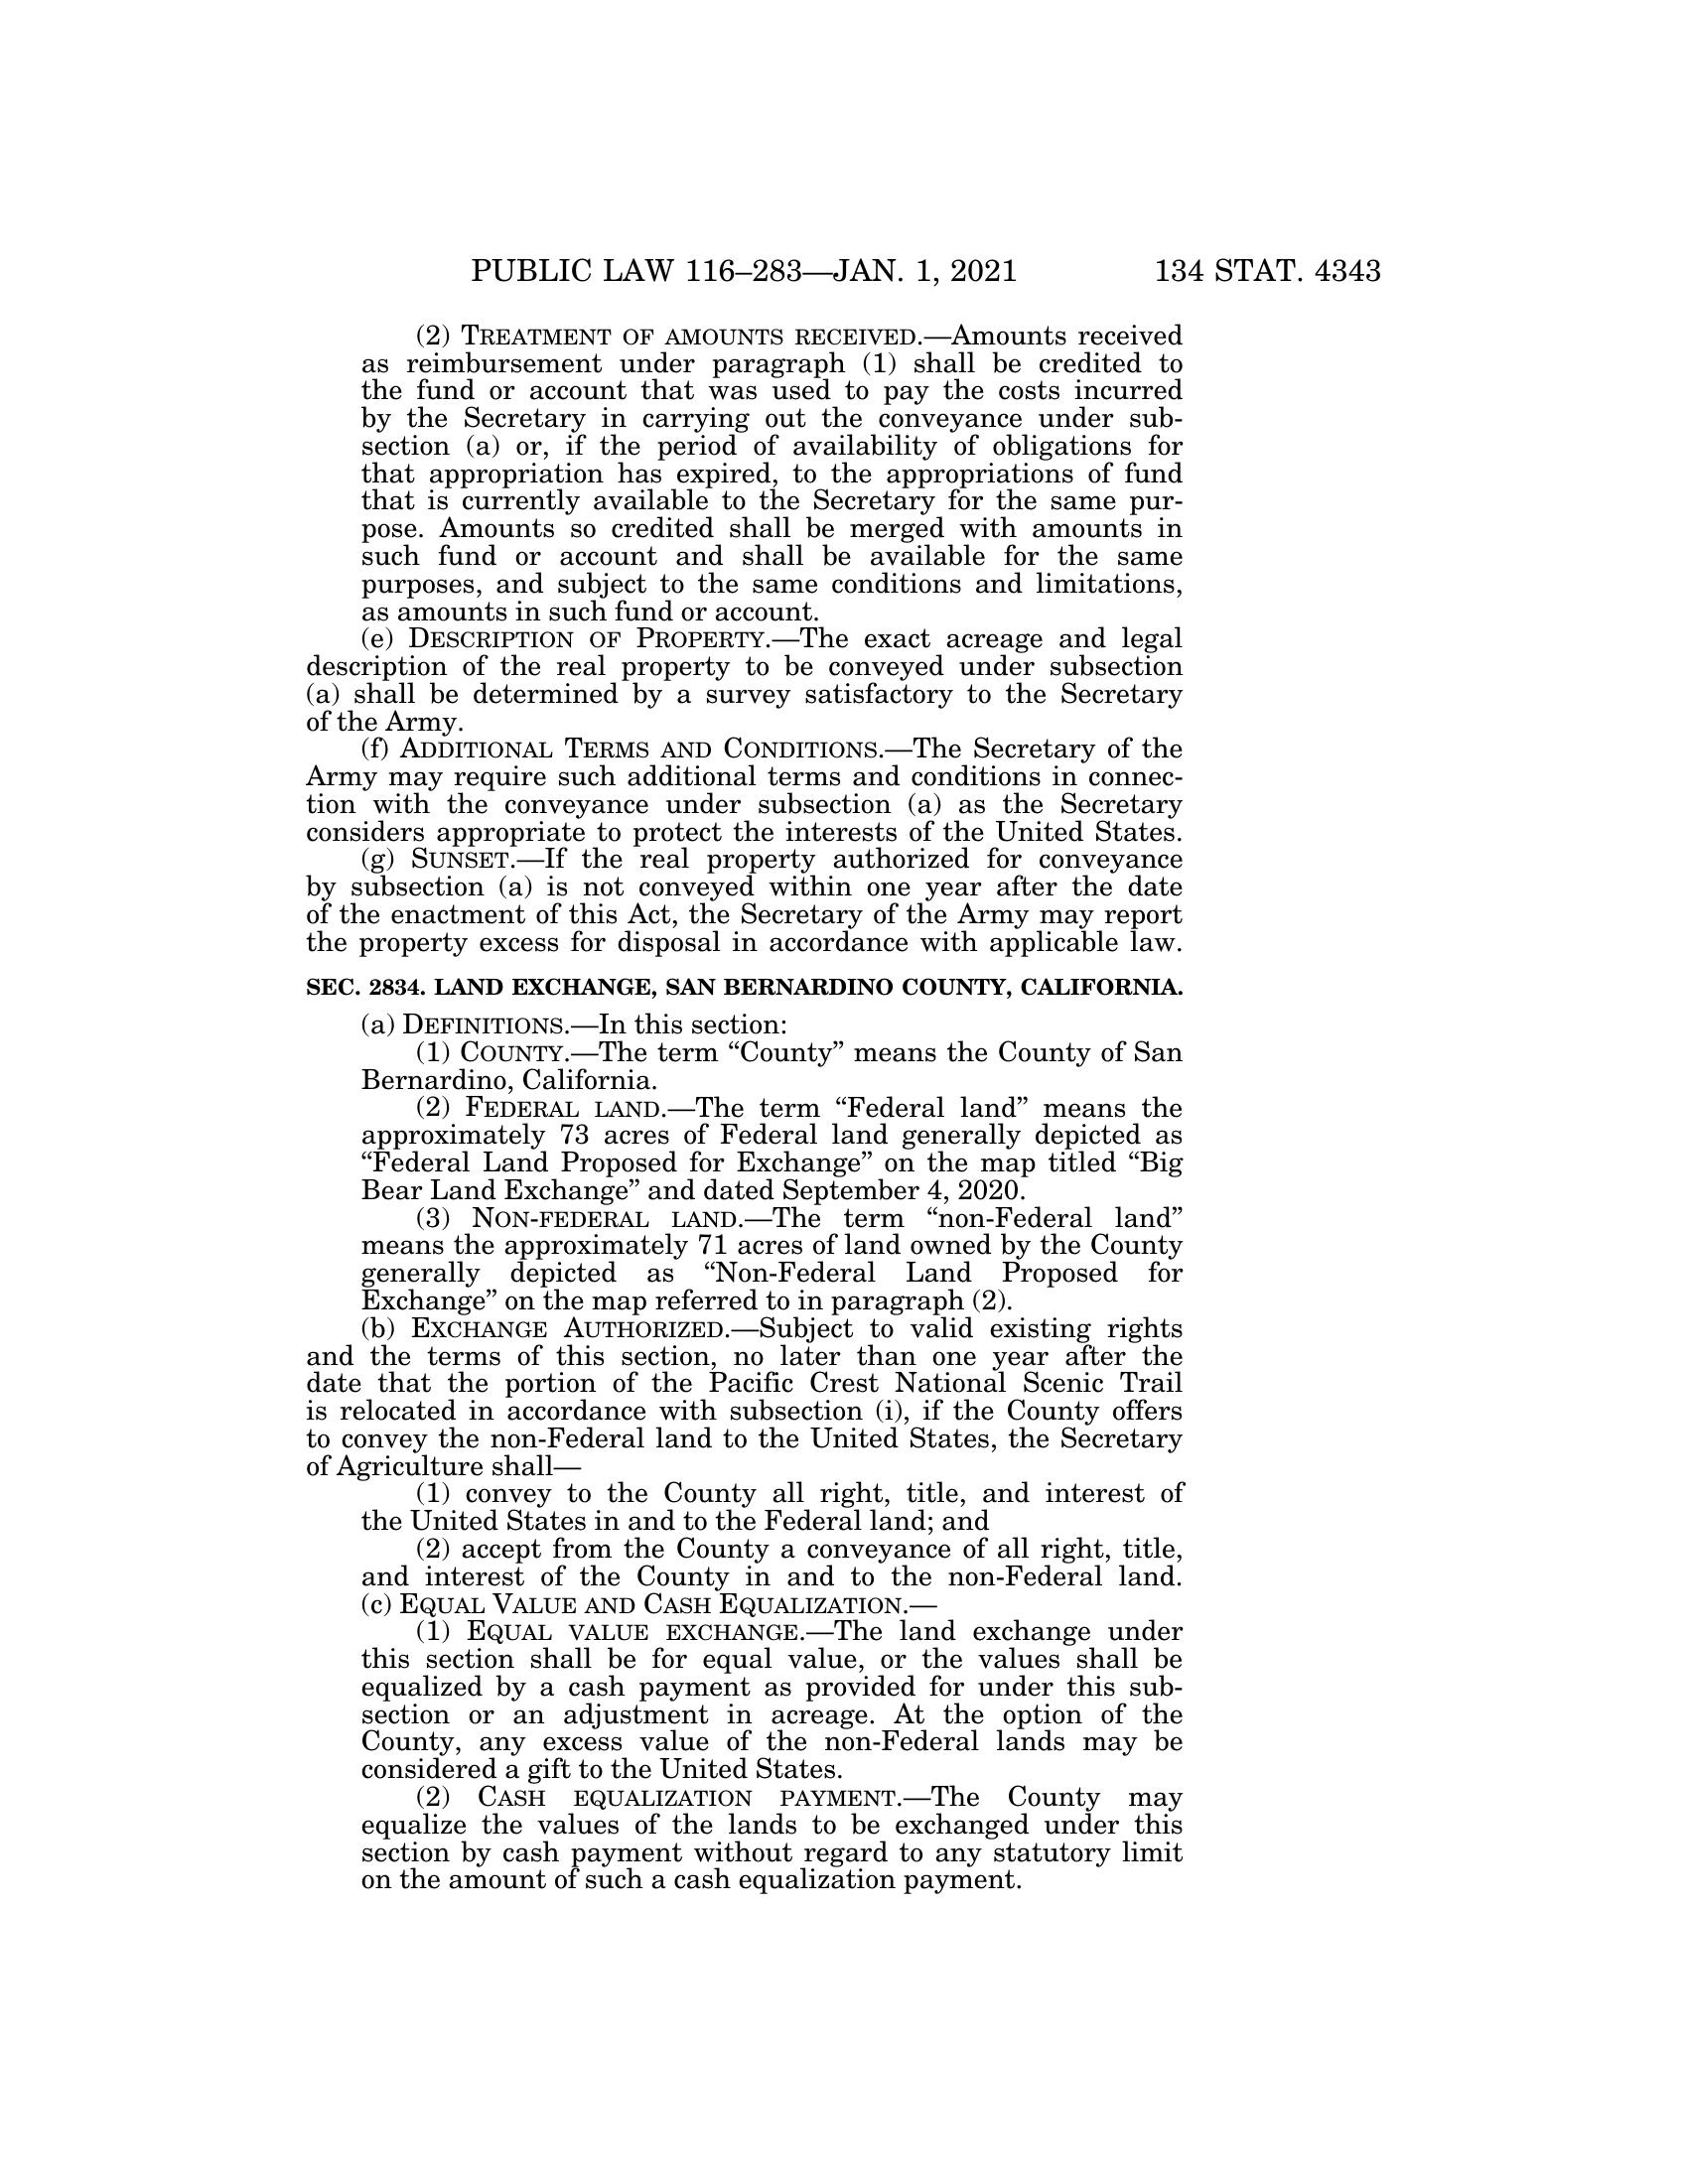 PUBLIC LAW 116–283—JAN. 1, 2021 134 STAT. 4343
(2) TREATMENT OF AMOUNTS RECEIVED.—Amounts received
as reimbursement under paragraph (1) shall be credited to
the fund or account that was used to pay the costs incurred
by the Secretary in carrying out the conveyance under sub-
section (a) or, if the period of availability of obligations for
that appropriation has expired, to the appropriations of fund
that is currently available to the Secretary for the same pur-
pose. Amounts so credited shall be merged with amounts in
such fund or account and shall be available for the same
purposes, and subject to the same conditions and limitations,
as amounts in such fund or account.
(e) DESCRIPTION OF PROPERTY.—The exact acreage and legal
description of the real property to be conveyed under subsection
(a) shall be determined by a survey satisfactory to the Secretary
of the Army.
(f) ADDITIONAL TERMS AND CONDITIONS.—The Secretary of the
Army may require such additional terms and conditions in connec-
tion with the conveyance under subsection (a) as the Secretary
considers appropriate to protect the interests of the United States.
(g) SUNSET.—If the real property authorized for conveyance
by subsection (a) is not conveyed within one year after the date
of the enactment of this Act, the Secretary of the Army may report
the property excess for disposal in accordance with applicable law.
SEC. 2834. LAND EXCHANGE, SAN BERNARDINO COUNTY, CALIFORNIA.
(a) DEFINITIONS.—In this section:
(1) COUNTY.—The term “County” means the County of San
Bernardino, California.
(2) FEDERAL LAND.—The term “Federal land” means the
approximately 73 acres of Federal land generally depicted as
“Federal Land Proposed for Exchange” on the map titled “Big
Bear Land Exchange” and dated September 4, 2020.
(3) NON-FEDERAL LAND.—The term “non-Federal land”
means the approximately 71 acres of land owned by the County
generally depicted as “Non-Federal Land Proposed for
Exchange” on the map referred to in paragraph (2).
(b) EXCHANGE AUTHORIZED.—Subject to valid existing rights
and the terms of this section, no later than one year after the
date that the portion of the Pacific Crest National Scenic Trail
is relocated in accordance with subsection (i), if the County offers
to convey the non-Federal land to the United States, the Secretary
of Agriculture shall—
(1) convey to the County all right, title, and interest of
the United States in and to the Federal land; and
(2) accept from the County a conveyance of all right, title,
and interest of the County in and to the non-Federal land.
(c) EQUAL VALUE AND CASH EQUALIZATION.—
(1) EQUAL VALUE EXCHANGE.—The land exchange under
this section shall be for equal value, or the values shall be
equalized by a cash payment as provided for under this sub-
section or an adjustment in acreage. At the option of the
County, any excess value of the non-Federal lands may be
considered a gift to the United States.
(2) CASH EQUALIZATION PAYMENT.—The County may
equalize the values of the lands to be exchanged under this
section by cash payment without regard to any statutory limit
on the amount of such a cash equalization payment.